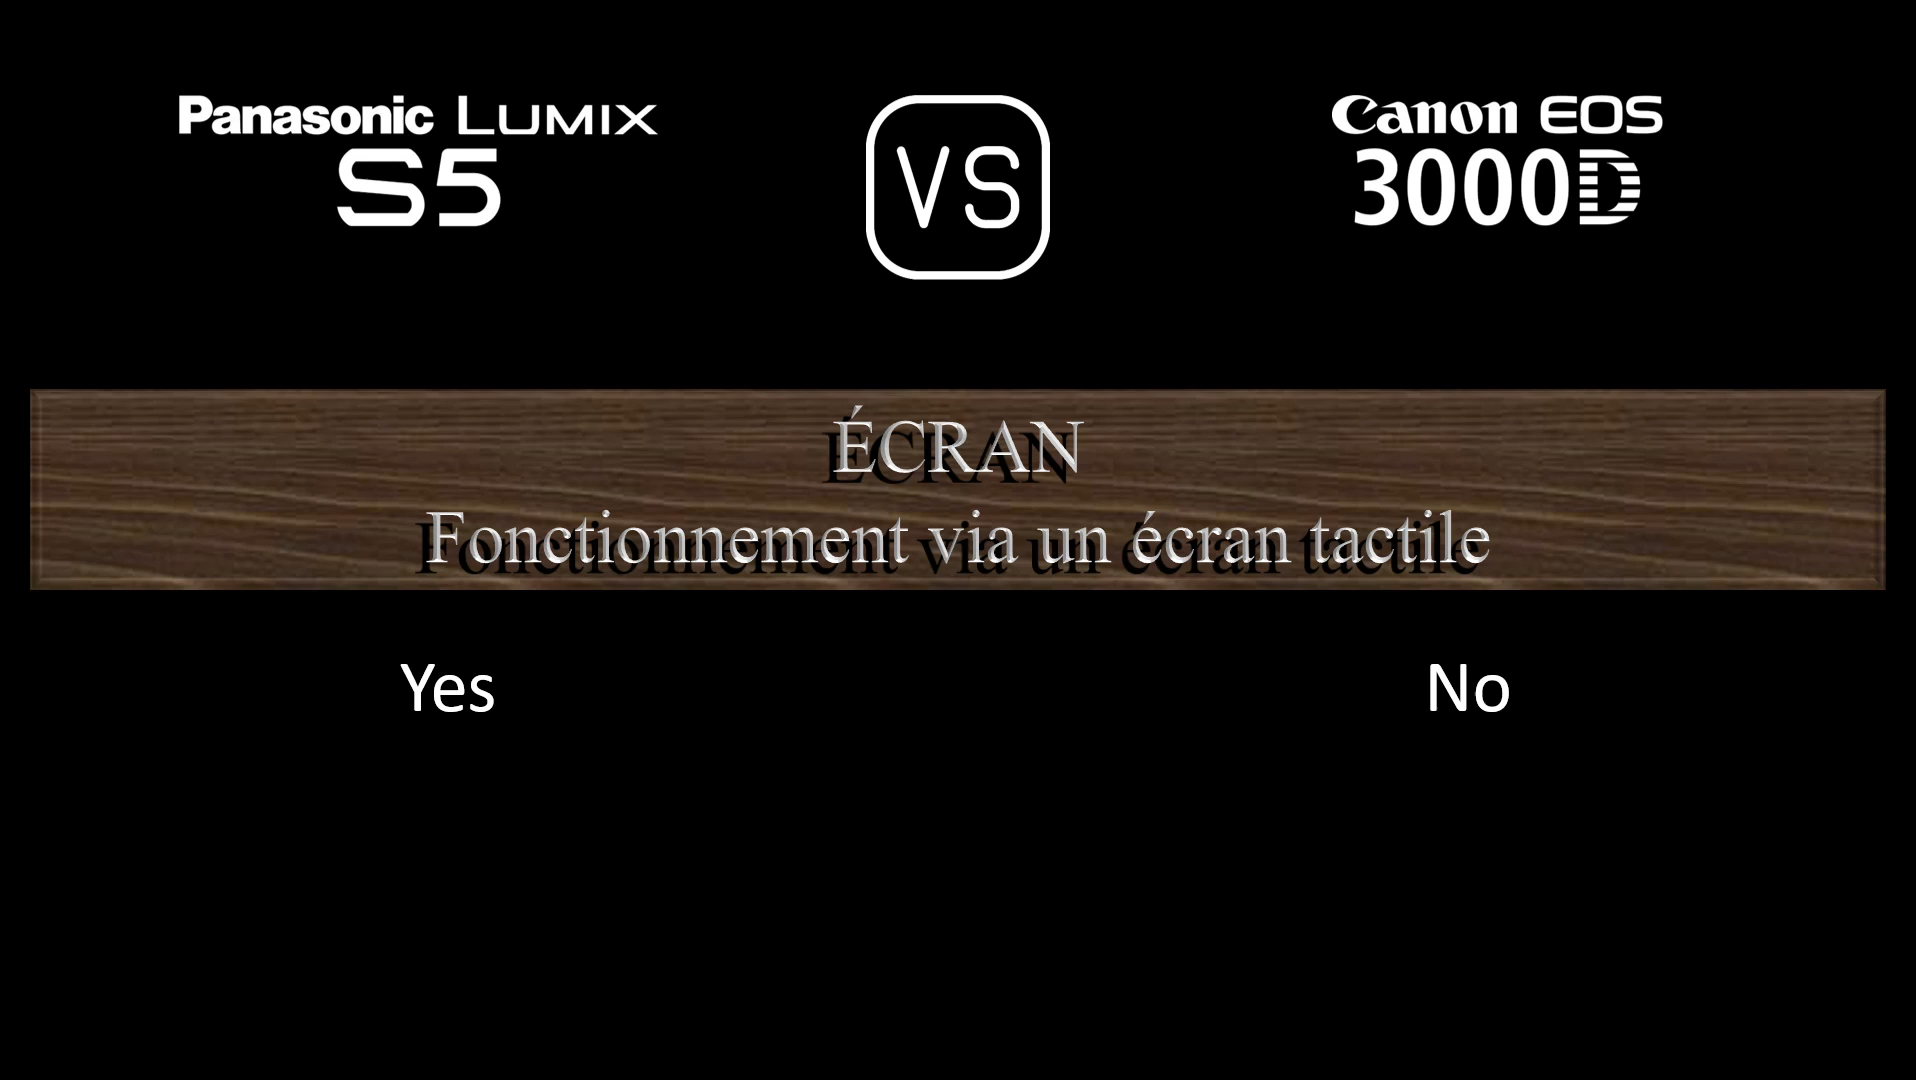 Panasonic LUMIX
S5
VS
Canon EOS
3000D
ÉCRAN
Fonctionnement via un écran tactile
Yes
No